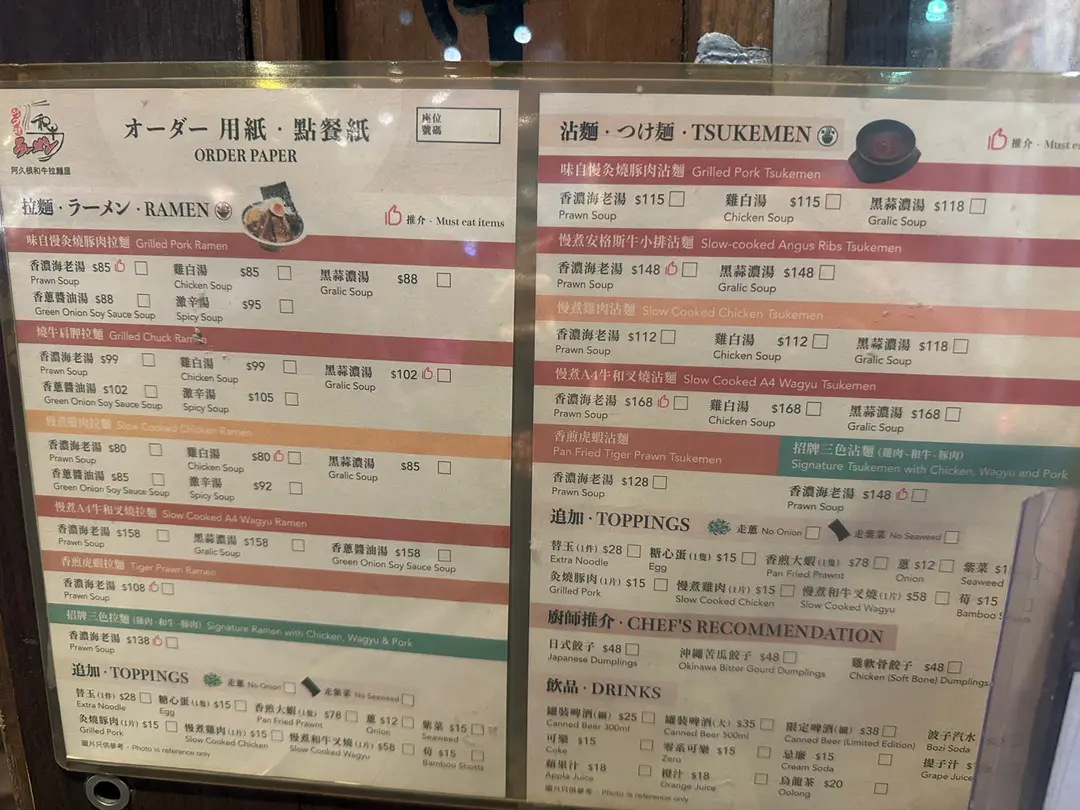 阿久根和牛拉麵屋
オーダー 用紙・點餐紙
ORDER PAPER
座位
號碼
拉麵・ラーメン・RAMEN
推介・Must eat items
味自慢灸燒豚肉拉麵 Grilled Pork Ramen
香濃海老湯 $85 雞白湯 $85 黑蒜濃湯 $88
Prawn Soup Chicken Soup Gralic Soup
香蔥醬油湯 $88 激辛湯 $95
Green Onion Soy Sauce Soup Spicy Soup
燒牛肩胛拉麵 Grilled Chuck Ramen
香濃海老湯 $99 雞白湯 $99 黑蒜濃湯 $102
Prawn Soup Chicken Soup Gralic Soup
香蔥醬油湯 $102 激辛湯 $105
Green Onion Soy Sauce Soup Spicy Soup
慢煮雞肉拉麵 Slow Cooked Chicken Ramen
香濃海老湯 $80 雞白湯 $80 黑蒜濃湯 $85
Prawn Soup Chicken Soup Gralic Soup
香蔥醬油湯 $85 激辛湯 $92
Green Onion Soy Sauce Soup Spicy Soup
慢煮A4牛和叉燒拉麵 Slow Cooked A4 Wagyu Ramen
香濃海老湯 $158 黑蒜濃湯 $158 香蔥醬油湯 $158
Prawn Soup Gralic Soup Green Onion Soy Sauce Soup
香煎虎蝦拉麵 Tiger Prawn Ramen
香濃海老湯 $108
Prawn Soup
招牌三色拉麵 (雞肉・和牛・豚肉) Signature Ramen with Chicken, Wagyu & Pork
香濃海老湯 $138
Prawn Soup
追加・TOPPINGS 走蔥 No Onion 走紫菜 No Seaweed
替玉 (1件) $28 糖心蛋 (1隻) $15 香煎大蝦 (1隻) $78 蔥 $12 紫菜 $15
Extra Noodle Egg Pan Fried Prawnt Onion Seaweed
灸燒豚肉 (1片) $15 慢煮雞肉 (1片) $15 慢煮和牛叉燒 (1片) $58 筍 $15
Grilled Pork Slow Cooked Chicken Slow Cooked Wagyu Bamboo Shotts
圖片只供參考・Photo is reference only
沾麵・つけ麺・TSUKEMEN
推介・Must ea
味自慢灸燒豚肉沾麵 Grilled Pork Tsukemen
香濃海老湯 $115 雞白湯 $115 黑蒜濃湯 $118
Prawn Soup Chicken Soup Gralic Soup
慢煮安格斯牛小排沾麵 Slow-cooked Angus Ribs Tsukemen
香濃海老湯 $148 黑蒜濃湯 $148
Prawn Soup Gralic Soup
慢煮雞肉沾麵 Slow Cooked Chicken Tsukemen
香濃海老湯 $112 雞白湯 $112 黑蒜濃湯 $118
Prawn Soup Chicken Soup Gralic Soup
慢煮A4牛和叉燒沾麵 Slow Cooked A4 Wagyu Tsukemen
香濃海老湯 $168 雞白湯 $168 黑蒜濃湯 $168
Prawn Soup Chicken Soup Gralic Soup
香煎虎蝦沾麵
Pan Fried Tiger Prawn Tsukemen
招牌三色沾麵 (雞肉・和牛・豚肉)
Signature Tsukemen with Chicken, Wagyu and Pork
香濃海老湯 $128 香濃海老湯 $148
Prawn Soup Prawn Soup
追加・TOPPINGS 走蔥 No Onion 走紫菜 No Seaweed
替玉 (1件) $28 糖心蛋 (1隻) $15 香煎大蝦 (1隻) $78 蔥 $12 紫菜 $1
Extra Noodle Egg Pan Fried Prawnt Onion Seaweed
灸燒豚肉 (1片) $15 慢煮雞肉 (1片) $15 慢煮和牛叉燒 (1片) $58 筍 $15
Grilled Pork Slow Cooked Chicken Slow Cooked Wagyu Bamboo S
廚師推介・CHEF'S RECOMMENDATION
日式餃子 $48 沖繩苦瓜餃子 $48 雞軟骨餃子 $48
Japanese Dumplings Okinawa Bitter Gourd Dumplings Chicken (Soft Bone) Dumplings
飲品・DRINKS
罐裝啤酒 (細) $25 罐裝啤酒 (大) $35 限定啤酒 (細) $38 波子汽水
Canned Beer 300ml Canned Beer 500ml Canned Beer (Limited Edition) Bozi Soda
可樂 $15 零系可樂 $15 忌廉 $15 提子汁 $
Coke Zero Cream Soda Grape Juice
蘋果汁 $18 橙汁 $18 烏龍茶 $20
Appla Juice Orange Juice Oolong
圖片只供參考・Photo is reference only